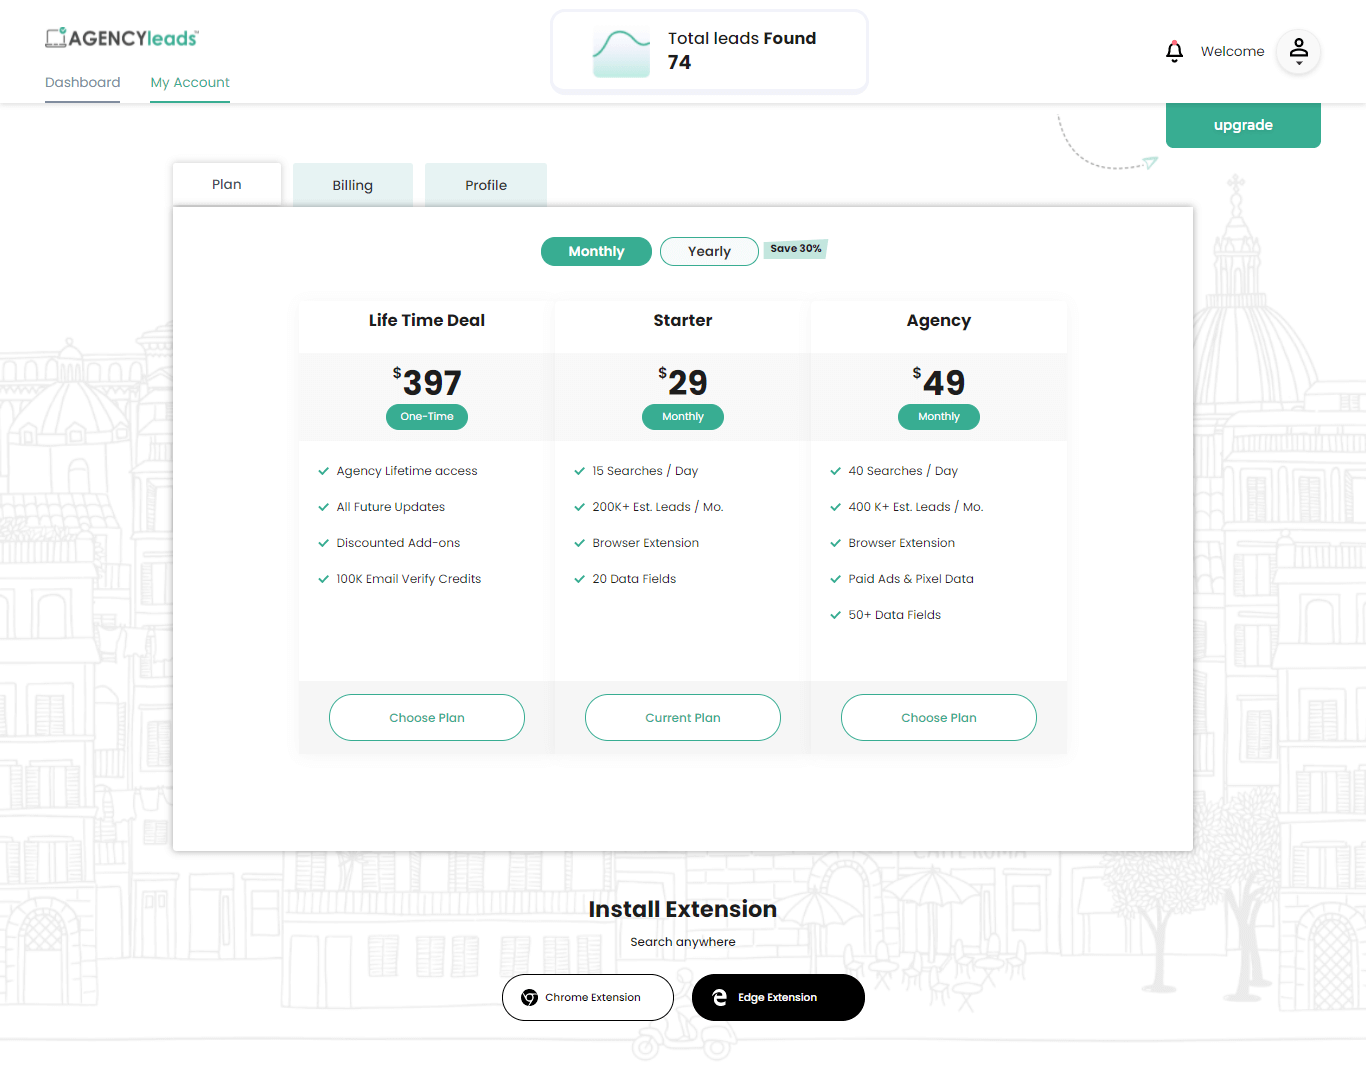 AGENCYleads™
Total leads Found
74
Welcome
Dashboard
My Account
upgrade
Plan
Billing
Profile
Monthly
Yearly
Save 30%
Life Time Deal
$397
One-Time
Agency Lifetime access
All Future Updates
Discounted Add-ons
100K Email Verify Credits
Choose Plan
Starter
$29
Monthly
15 Searches / Day
200K+ Est. Leads / Mo.
Browser Extension
20 Data Fields
Current Plan
Agency
$49
Monthly
40 Searches / Day
400 K+ Est. Leads / Mo.
Browser Extension
Paid Ads & Pixel Data
50+ Data Fields
Choose Plan
CAFFE ROMA
Install Extension
Search anywhere
Chrome Extension
Edge Extension